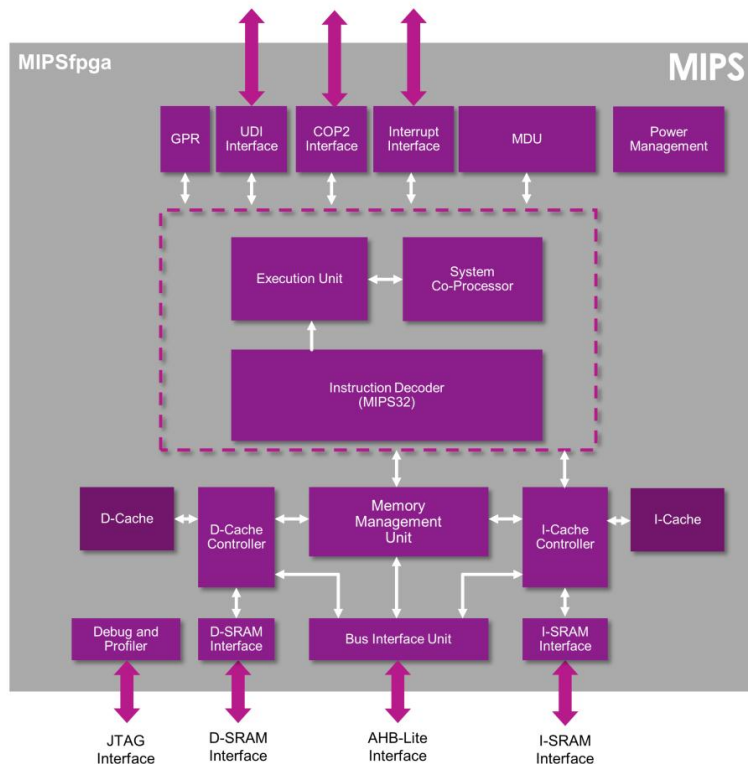 MIPSfpga
MIPS
GPR
UDI
Interface
COP2
Interface
Interrupt
Interface
MDU
Power
Management
Execution Unit
System
Co-Processor
Instruction Decoder
(MIPS32)
D-Cache
D-Cache
Controller
Memory
Management
Unit
I-Cache
Controller
I-Cache
Debug and
Profiler
D-SRAM
Interface
Bus Interface Unit
I-SRAM
Interface
JTAG
Interface
D-SRAM
Interface
AHB-Lite
Interface
I-SRAM
Interface